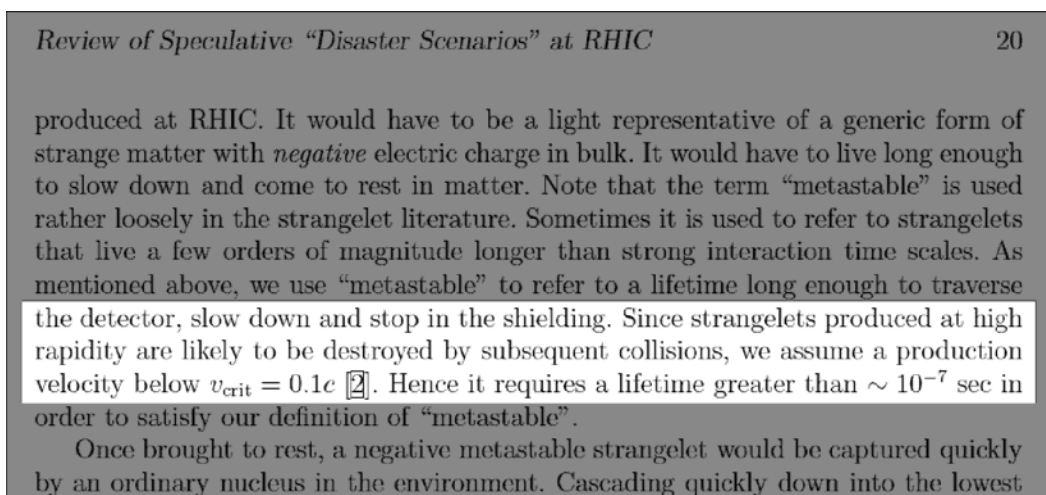 Review of Speculative “Disaster Scenarios” at RHIC 20
produced at RHIC. It would have to be a light representative of a generic form of
strange matter with negative electric charge in bulk. It would have to live long enough
to slow down and come to rest in matter. Note that the term “metastable” is used
rather loosely in the strangelet literature. Sometimes it is used to refer to strangelets
that live a few orders of magnitude longer than strong interaction time scales. As
mentioned above, we use “metastable” to refer to a lifetime long enough to traverse
the detector, slow down and stop in the shielding. Since strangelets produced at high
rapidity are likely to be destroyed by subsequent collisions, we assume a production
velocity below v_crit = 0.1c [2]. Hence it requires a lifetime greater than ∼ 10⁻⁷ sec in
order to satisfy our definition of “metastable”.
Once brought to rest, a negative metastable strangelet would be captured quickly
by an ordinary nucleus in the environment. Cascading quickly down into the lowest